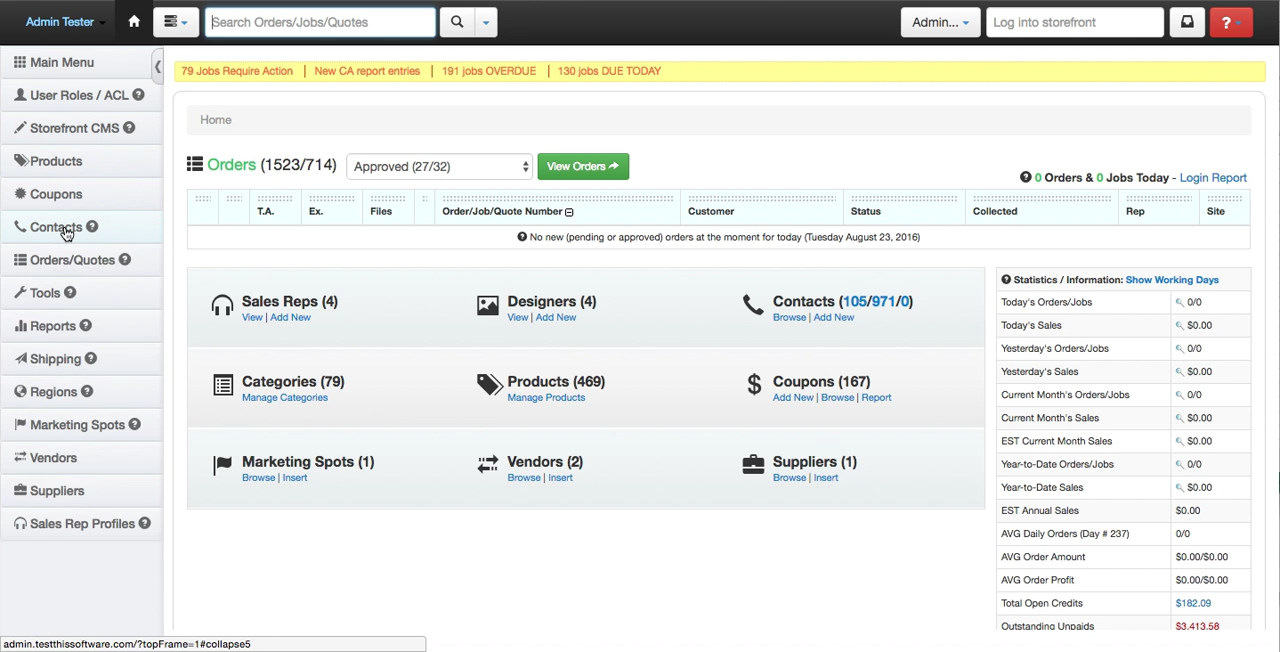 Admin Tester
Search Orders/Jobs/Quotes
Admin...
Log into storefront
?
Main Menu
User Roles / ACL ?
Storefront CMS ?
Products
Coupons
Contacts ?
Orders/Quotes ?
Tools ?
Reports ?
Shipping ?
Regions ?
Marketing Spots ?
Vendors
Suppliers
Sales Rep Profiles ?
79 Jobs Require Action | New CA report entries | 191 jobs OVERDUE | 130 jobs DUE TODAY
Home
Orders (1523/714)
Approved (27/32)
View Orders
? 0 Orders & 0 Jobs Today - Login Report
T.A. Ex. Files Order/Job/Quote Number Customer Status Collected Rep Site
? No new (pending or approved) orders at the moment for today (Tuesday August 23, 2016)
Sales Reps (4)
View | Add New
Designers (4)
View | Add New
Contacts (105/971/0)
Browse | Add New
Categories (79)
Manage Categories
Products (469)
Manage Products
$ Coupons (167)
Add New | Browse | Report
Marketing Spots (1)
Browse | Insert
Vendors (2)
Browse | Insert
Suppliers (1)
Browse | Insert
? Statistics / Information: Show Working Days
Today's Orders/Jobs 0/0
Today's Sales $0.00
Yesterday's Orders/Jobs 0/0
Yesterday's Sales $0.00
Current Month's Orders/Jobs 0/0
Current Month's Sales $0.00
EST Current Month Sales $0.00
Year-to-Date Orders/Jobs 0/0
Year-to-Date Sales $0.00
EST Annual Sales $0.00
AVG Daily Orders (Day # 237) 0/0
AVG Order Amount $0.00/$0.00
AVG Order Profit $0.00/$0.00
Total Open Credits $182.09
Outstanding Unpaids $3,413.58
admin.testthissoftware.com/?topFrame=1#collapse5